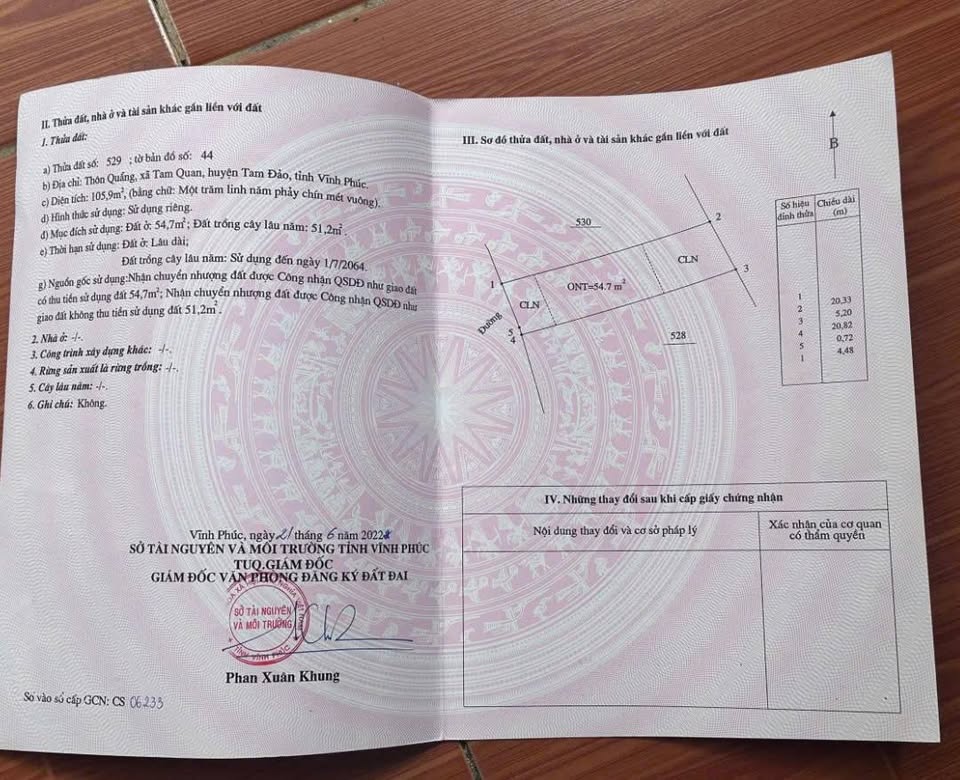 II. Thửa đất, nhà ở và tài sản khác gắn liền với đất
1. Thửa đất:
a) Thửa đất số: 529 ; tờ bản đồ số: 44
b) Địa chỉ: Thôn Quẵng, xã Tam Quan, huyện Tam Đảo, tỉnh Vĩnh Phúc.
c) Diện tích: 105,9m², (bằng chữ: Một trăm linh năm phẩy chín mét vuông).
d) Hình thức sử dụng: Sử dụng riêng.
đ) Mục đích sử dụng: Đất ở: 54,7m²; Đất trồng cây lâu năm: 51,2m².
e) Thời hạn sử dụng: Đất ở: Lâu dài;
Đất trồng cây lâu năm: Sử dụng đến ngày 1/7/2064.
g) Nguồn gốc sử dụng:Nhận chuyển nhượng đất được Công nhận QSDĐ như giao đất
có thu tiền sử dụng đất 54,7m²; Nhận chuyển nhượng đất được Công nhận QSDĐ như
giao đất không thu tiền sử dụng đất 51,2m².
2. Nhà ở: -/-.
3. Công trình xây dựng khác: -/-.
4. Rừng sản xuất là rừng trồng: -/-.
5. Cây lâu năm: -/-.
6. Ghi chú: Không.
Vĩnh Phúc, ngày 21 tháng 6 năm 2022
SỞ TÀI NGUYÊN VÀ MÔI TRƯỜNG TỈNH VĨNH PHÚC
TUQ.GIÁM ĐỐC
GIÁM ĐỐC VĂN PHÒNG ĐĂNG KÝ ĐẤT ĐAI
SỞ TÀI NGUYÊN
VÀ MÔI TRƯỜNG
TỈNH VĨNH PHÚC
Phan Xuân Khung
Số vào sổ cấp GCN: CS 06233
III. Sơ đồ thửa đất, nhà ở và tài sản khác gắn liền với đất
B
530
2
CLN
3
1
ONT=54.7 m²
CLN
Đường
5
4
528
Số hiệu đỉnh thửa
Chiều dài (m)
1
20,33
2
5,20
3
20,82
4
0,72
5
4,48
1
IV. Những thay đổi sau khi cấp giấy chứng nhận
Nội dung thay đổi và cơ sở pháp lý
Xác nhận của cơ quan
có thẩm quyền